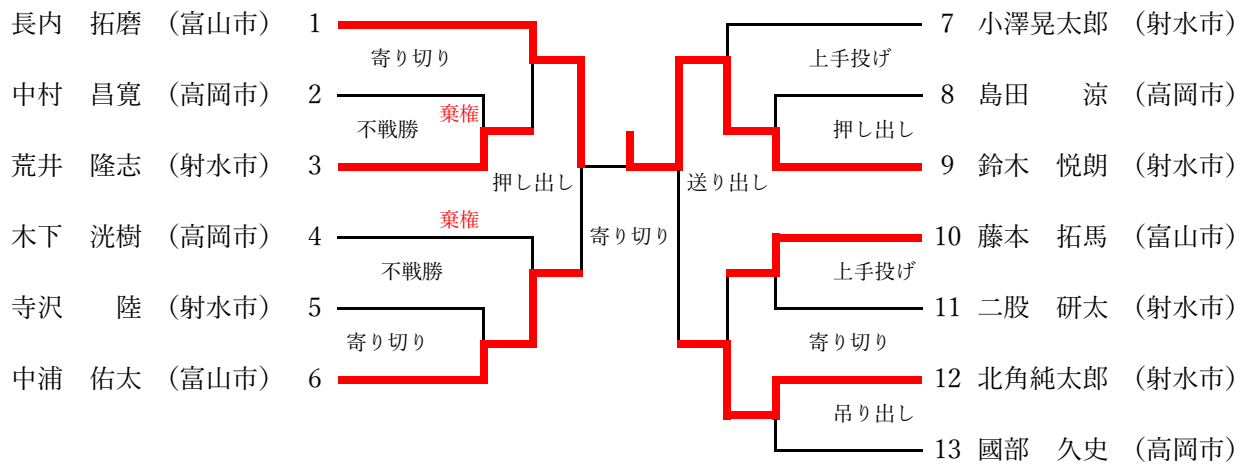 長内 拓磨 （富山市） 1
寄り切り
中村 昌寛 （高岡市） 2
棄権
不戦勝
荒井 隆志 （射水市） 3
押し出し
木下 洸樹 （高岡市） 4
棄権
不戦勝
寺沢 陸 （射水市） 5
寄り切り
中浦 佑太 （富山市） 6
寄り切り
7 小澤晃太郎 （射水市）
上手投げ
8 島田 涼 （高岡市）
押し出し
9 鈴木 悦朗 （射水市）
送り出し
10 藤本 拓馬 （富山市）
上手投げ
11 二股 研太 （射水市）
寄り切り
12 北角純太郎 （射水市）
吊り出し
13 國部 久史 （高岡市）